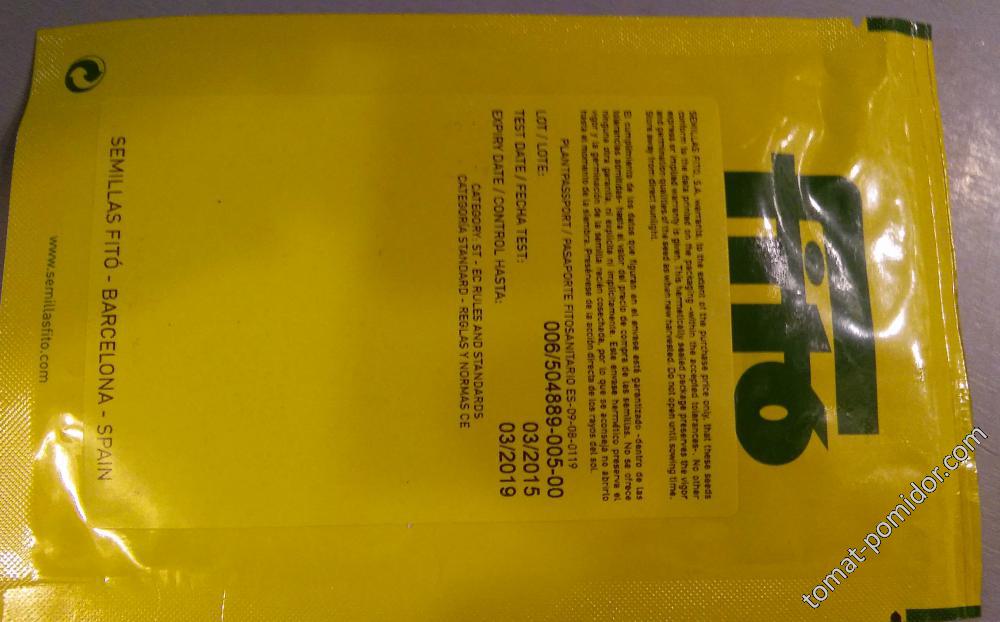 fitó
SEMILLAS FITÓ, S.A. warrants to the extent of the purchase price only, that these seeds
conform to the data printed on the packaging -within the accepted tolerances-. No other
express or implied warranty is given. This hermetically sealed package preserves the vigor
and germination qualities of the seed as when new harvested. Do not open until sowing time.
Store away from direct sunlight.
El cumplimiento de los datos que figuran en el envase está garantizado -dentro de las
tolerancias admitidas- hasta el valor del precio de compra de las semillas. No se ofrece
ninguna otra garantía, ni explícita ni implícitamente. Este envase hermético preserva el
vigor y la germinación de la semilla recién cosechada, por lo que se aconseja no abrirlo
hasta el momento de la siembra. Presérvese de la acción directa de los rayos del sol.
PLANTPASSPORT / PASAPORTE FITOSANITARIO ES-09-08-0119
LOT / LOTE: 006/504889-005-00
TEST DATE / FECHA TEST: 03/2015
EXPIRY DATE / CONTROL HASTA: 03/2019
CATEGORY. ST - EC RULES AND STANDARDS
CATEGORÍA STANDARD - REGLAS Y NORMAS CE
SEMILLAS FITÓ - BARCELONA - SPAIN
www.semillasfito.com
tomat-pomidor.com